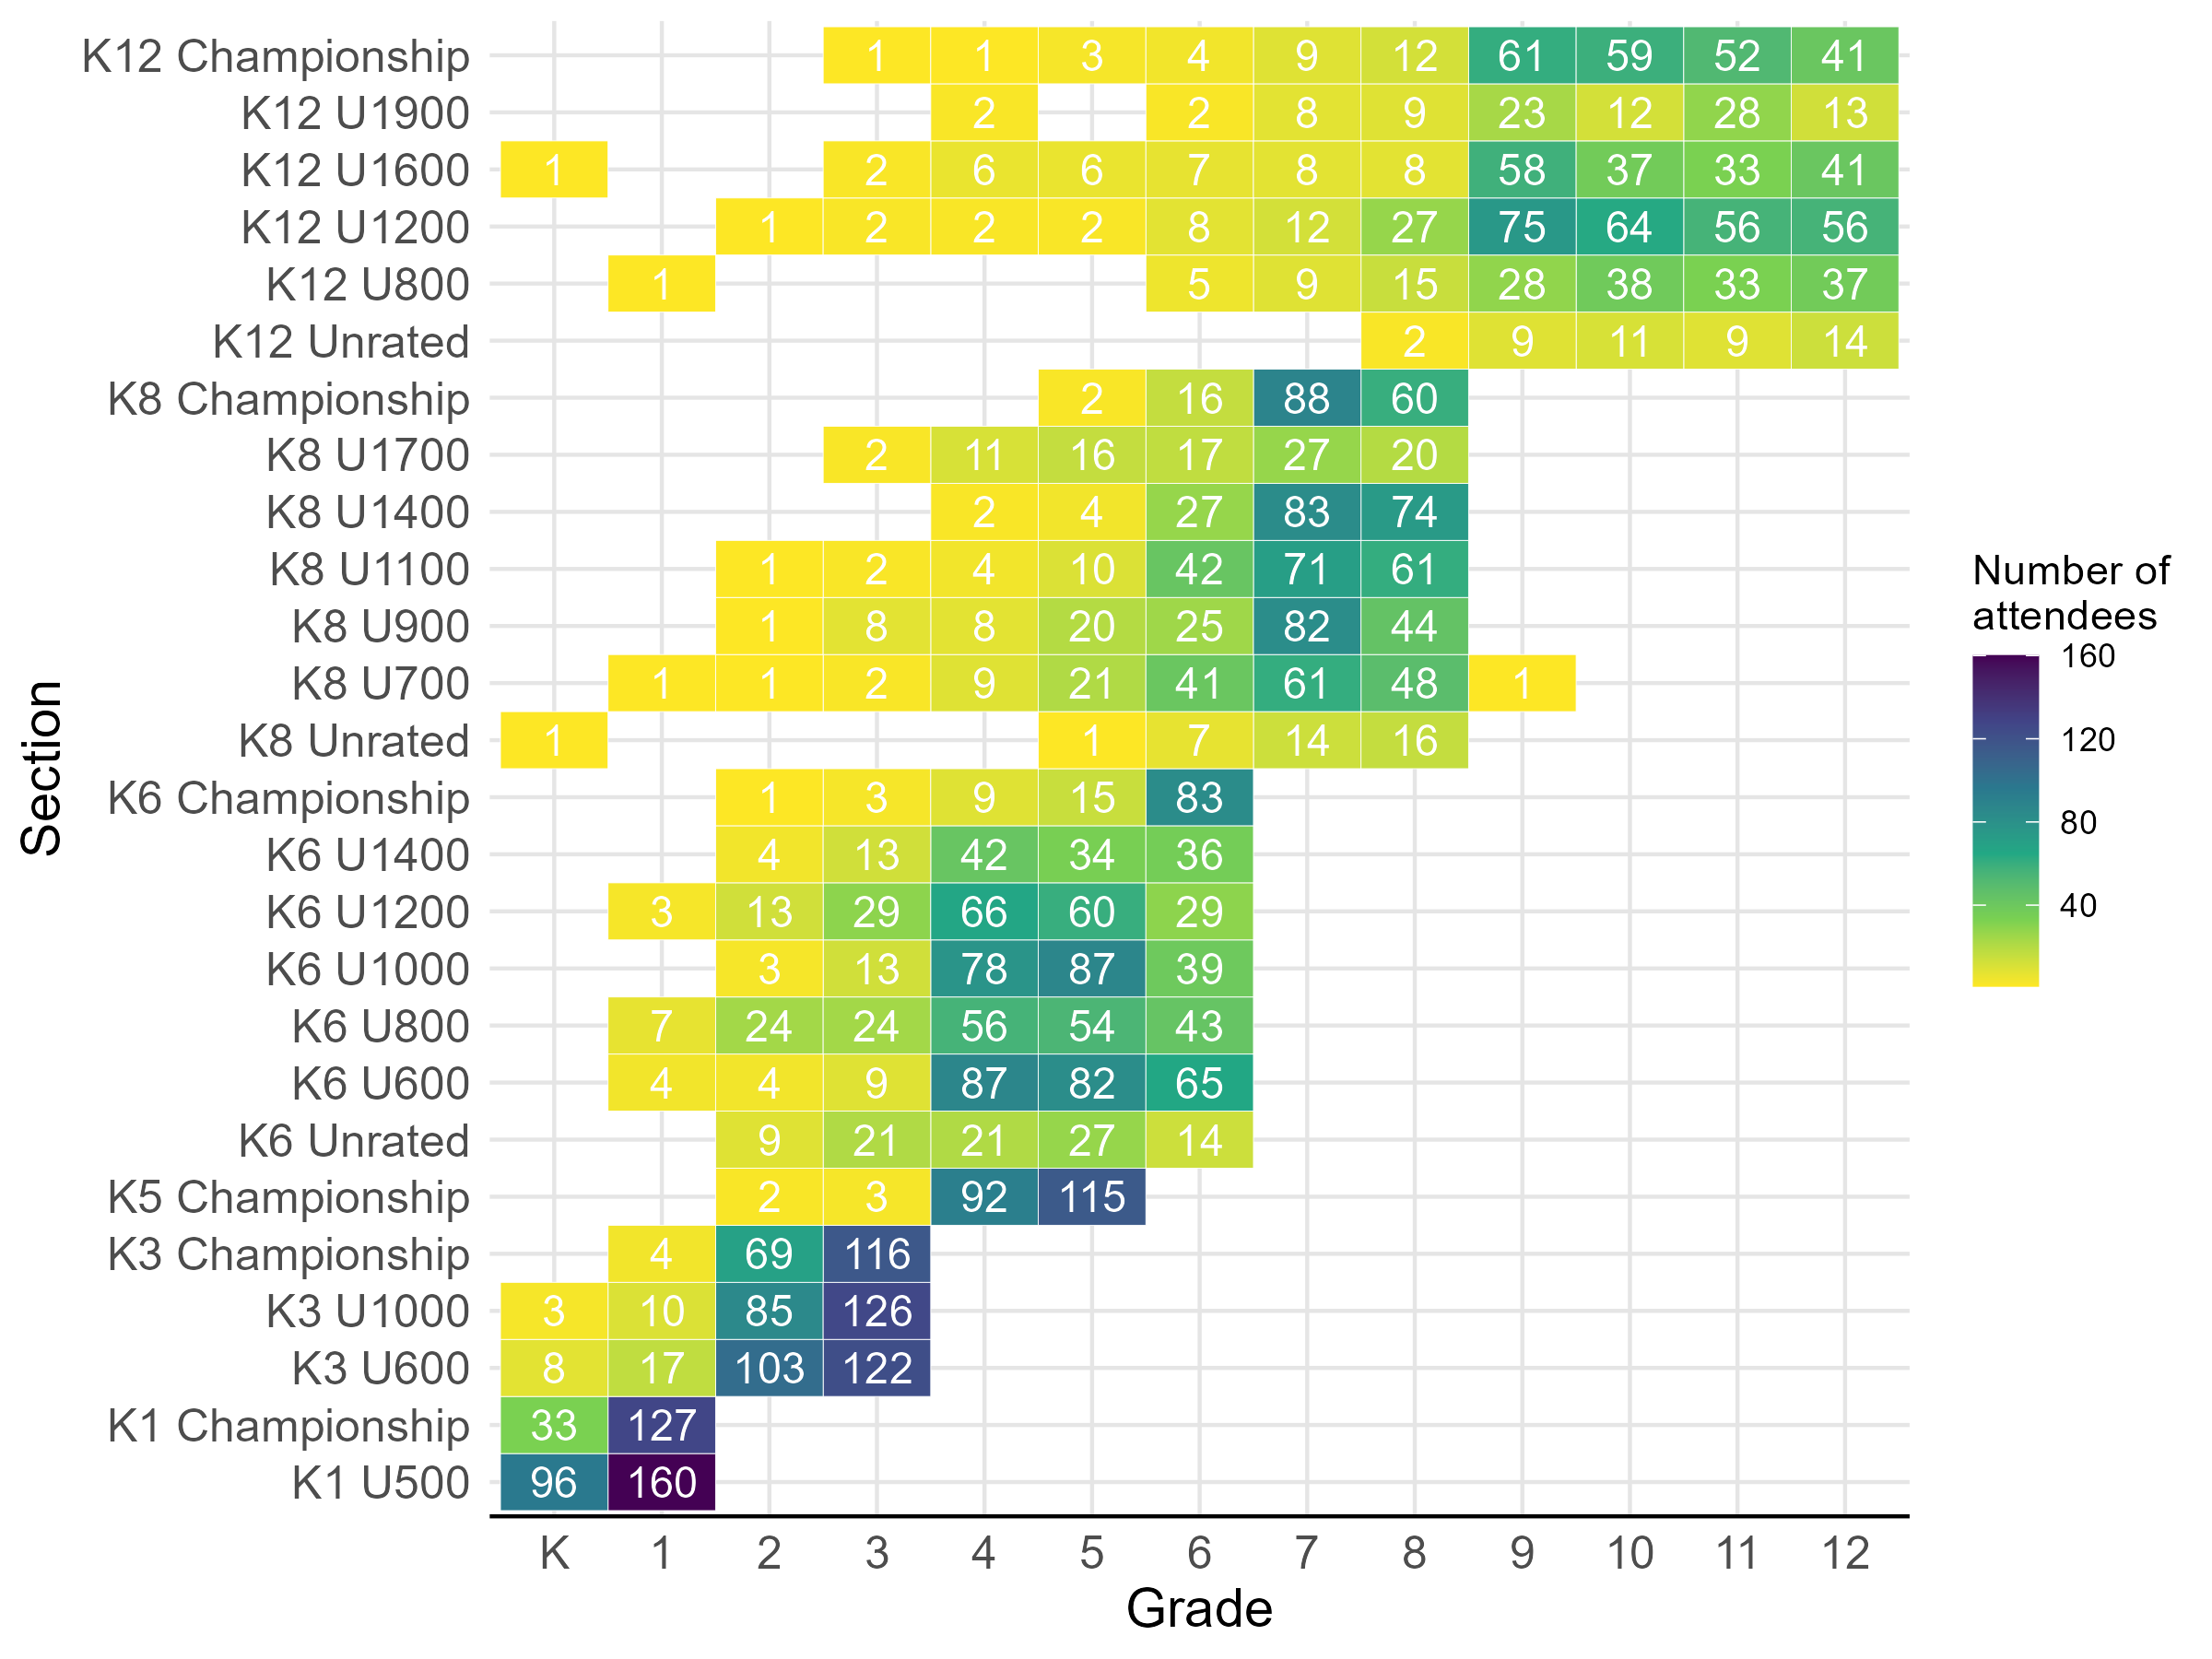 K12 Championship 1 1 3 4 9 12 61 59 52 41
K12 U1900 2 2 8 9 23 12 28 13
K12 U1600 1 2 6 6 7 8 8 58 37 33 41
K12 U1200 1 2 2 2 8 12 27 75 64 56 56
K12 U800 1 5 9 15 28 38 33 37
K12 Unrated 2 9 11 9 14
K8 Championship 2 16 88 60
K8 U1700 2 11 16 17 27 20
K8 U1400 2 4 27 83 74
K8 U1100 1 2 4 10 42 71 61
K8 U900 1 8 8 20 25 82 44
K8 U700 1 1 2 9 21 41 61 48 1
K8 Unrated 1 1 7 14 16
K6 Championship 1 3 9 15 83
K6 U1400 4 13 42 34 36
K6 U1200 3 13 29 66 60 29
K6 U1000 3 13 78 87 39
K6 U800 7 24 24 56 54 43
K6 U600 4 4 9 87 82 65
K6 Unrated 9 21 21 27 14
K5 Championship 2 3 92 115
K3 Championship 4 69 116
K3 U1000 3 10 85 126
K3 U600 8 17 103 122
K1 Championship 33 127
K1 U500 96 160
K 1 2 3 4 5 6 7 8 9 10 11 12
Grade
Section
Number of
attendees
160
120
80
40